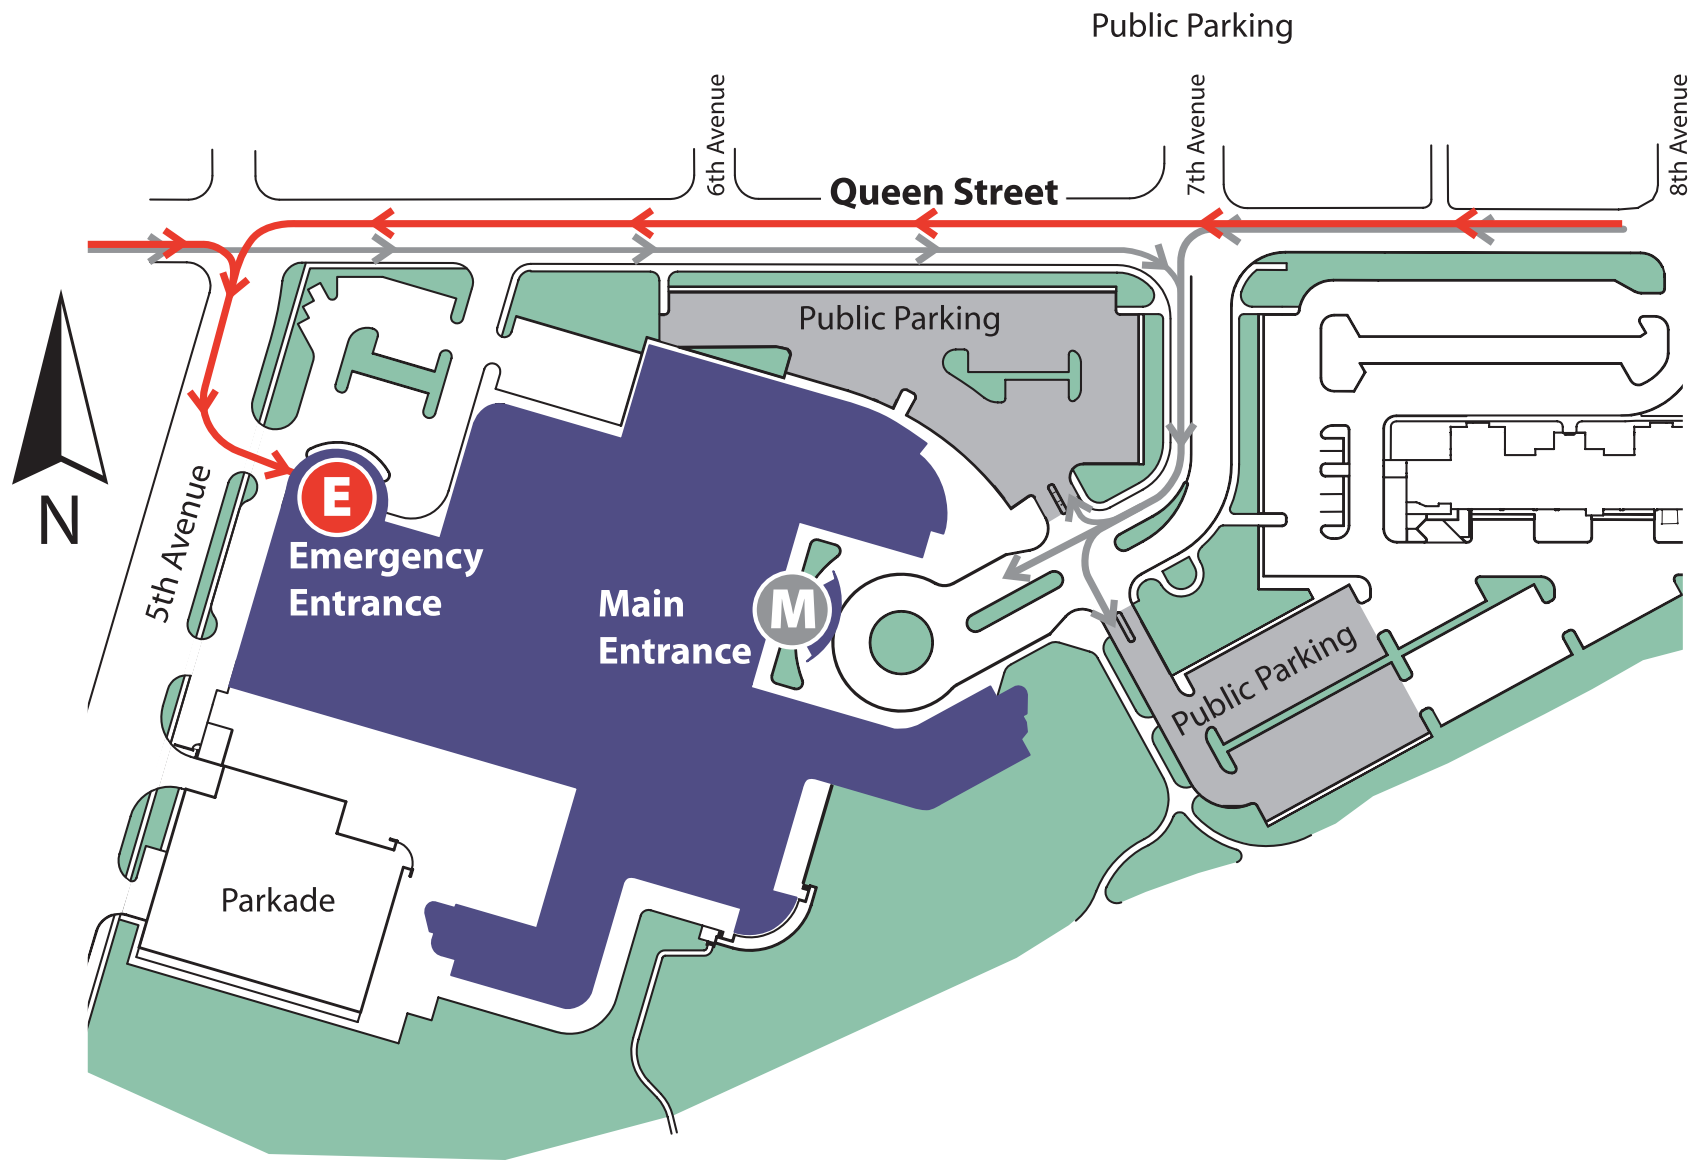 Public Parking
6th Avenue
7th Avenue
8th Avenue
Queen Street
Public Parking
N
5th Avenue
E
Emergency
Entrance
Main
Entrance
M
Public Parking
Parkade